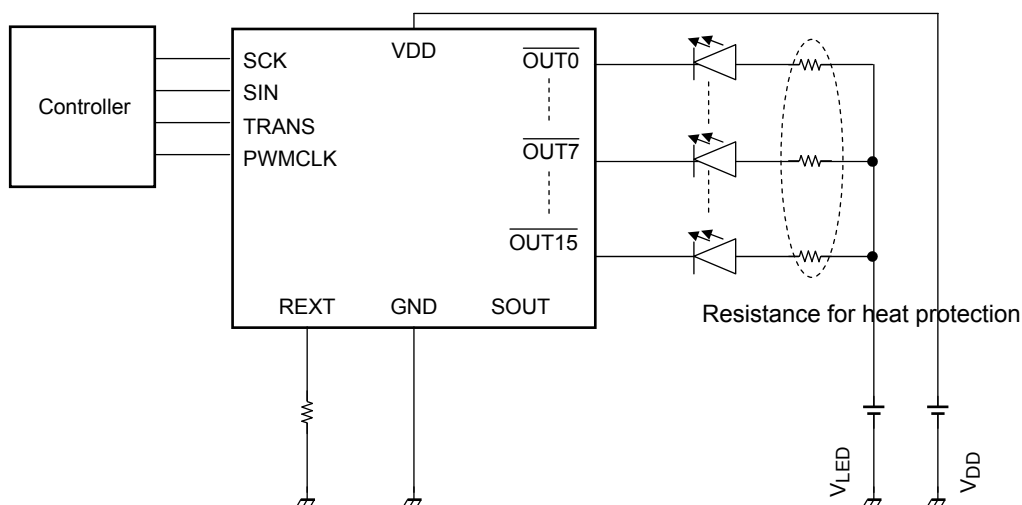 Controller
SCK
SIN
TRANS
PWMCLK
VDD
OUT0
OUT7
OUT15
REXT
GND
SOUT
Resistance for heat protection
VLED
VDD